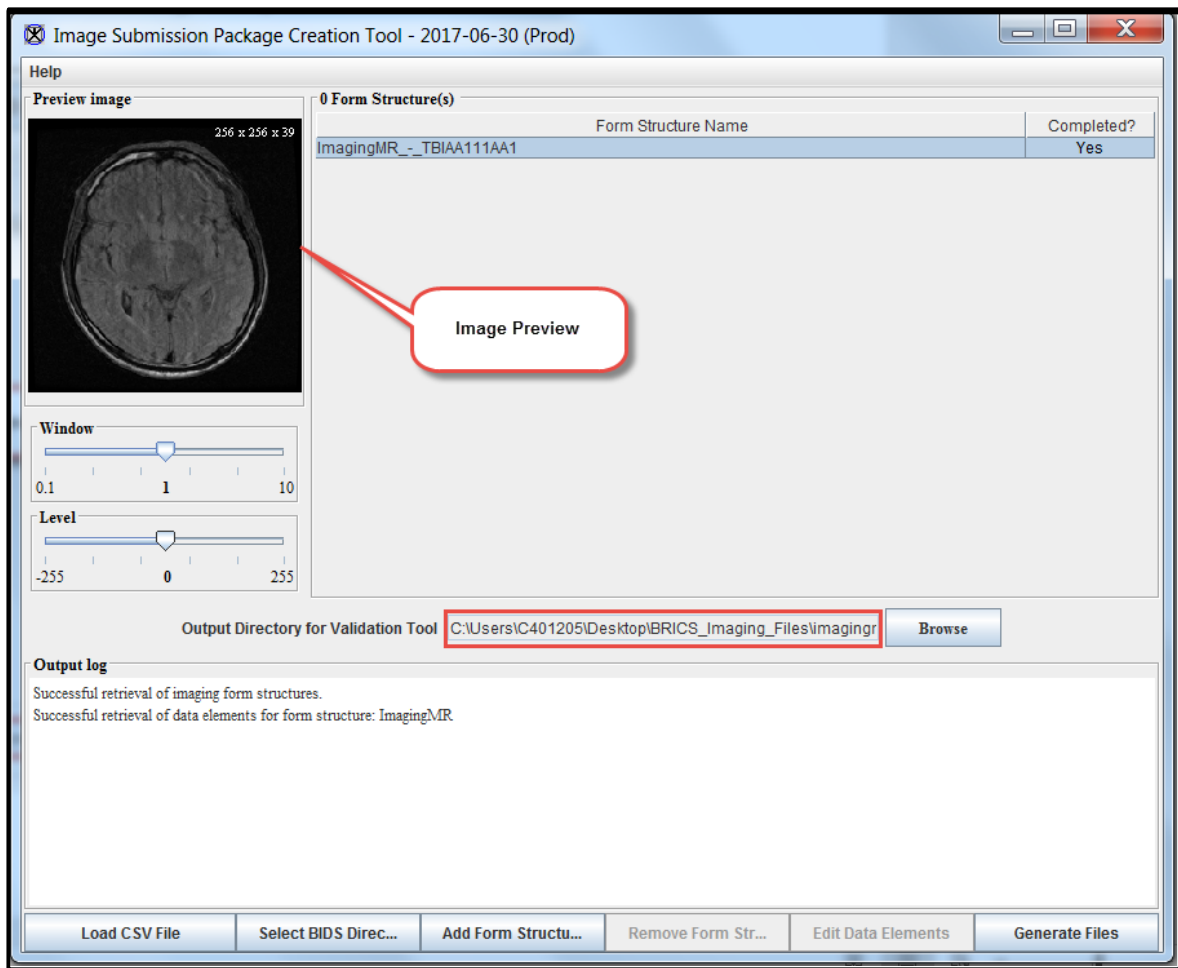 Image Submission Package Creation Tool - 2017-06-30 (Prod)
Help
Preview image
256 x 256 x 39
0 Form Structure(s)
Form Structure Name Completed?
ImagingMR_-_TBIAA111AA1 Yes
Image Preview
Window
0.1 1 10
Level
-255 0 255
Output Directory for Validation Tool C:\Users\C401205\Desktop\BRICS_Imaging_Files\imagingr Browse
Output log
Successful retrieval of imaging form structures.
Successful retrieval of data elements for form structure: ImagingMR
Load CSV File Select BIDS Direc... Add Form Structu... Remove Form Str... Edit Data Elements Generate Files